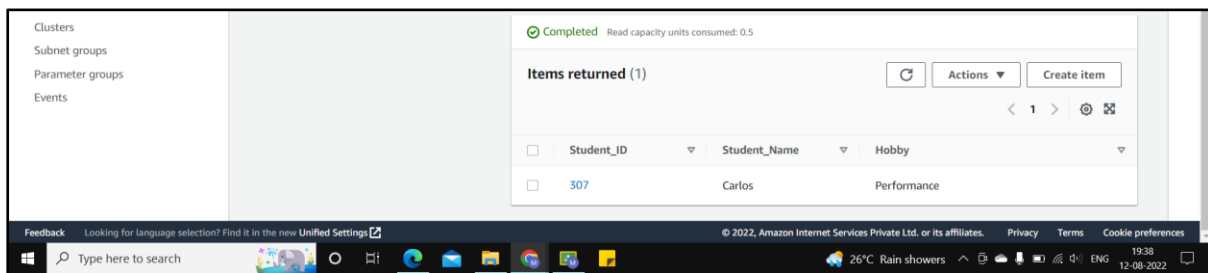 Clusters
Subnet groups
Parameter groups
Events
Completed Read capacity units consumed: 0.5
Items returned (1)
Actions Create item
1
Student_ID Student_Name Hobby
307 Carlos Performance
Feedback Looking for language selection? Find it in the new Unified Settings © 2022, Amazon Internet Services Private Ltd. or its affiliates. Privacy Terms Cookie preferences
Type here to search 26°C Rain showers ENG 19:38
12-08-2022